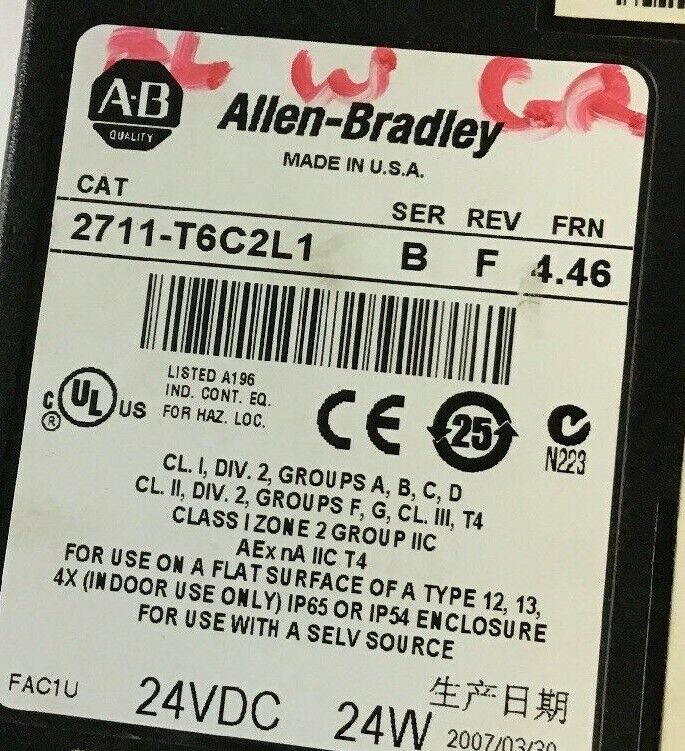 A·B
QUALITY
Allen-Bradley
MADE IN U.S.A.
CAT SER REV FRN
2711-T6C2L1 B F 4.46
LISTED A196
IND. CONT. EQ.
FOR HAZ. LOC.
C UL US
®
CE
25
N223
CL. I, DIV. 2, GROUPS A, B, C, D
CL. II, DIV. 2, GROUPS F, G, CL. III, T4
CLASS I ZONE 2 GROUP IIC
AEx nA IIC T4
FOR USE ON A FLAT SURFACE OF A TYPE 12, 13,
4X (INDOOR USE ONLY) IP65 OR IP54 ENCLOSURE
FOR USE WITH A SELV SOURCE
FAC1U 24VDC 24W
生产日期
2007/03/30